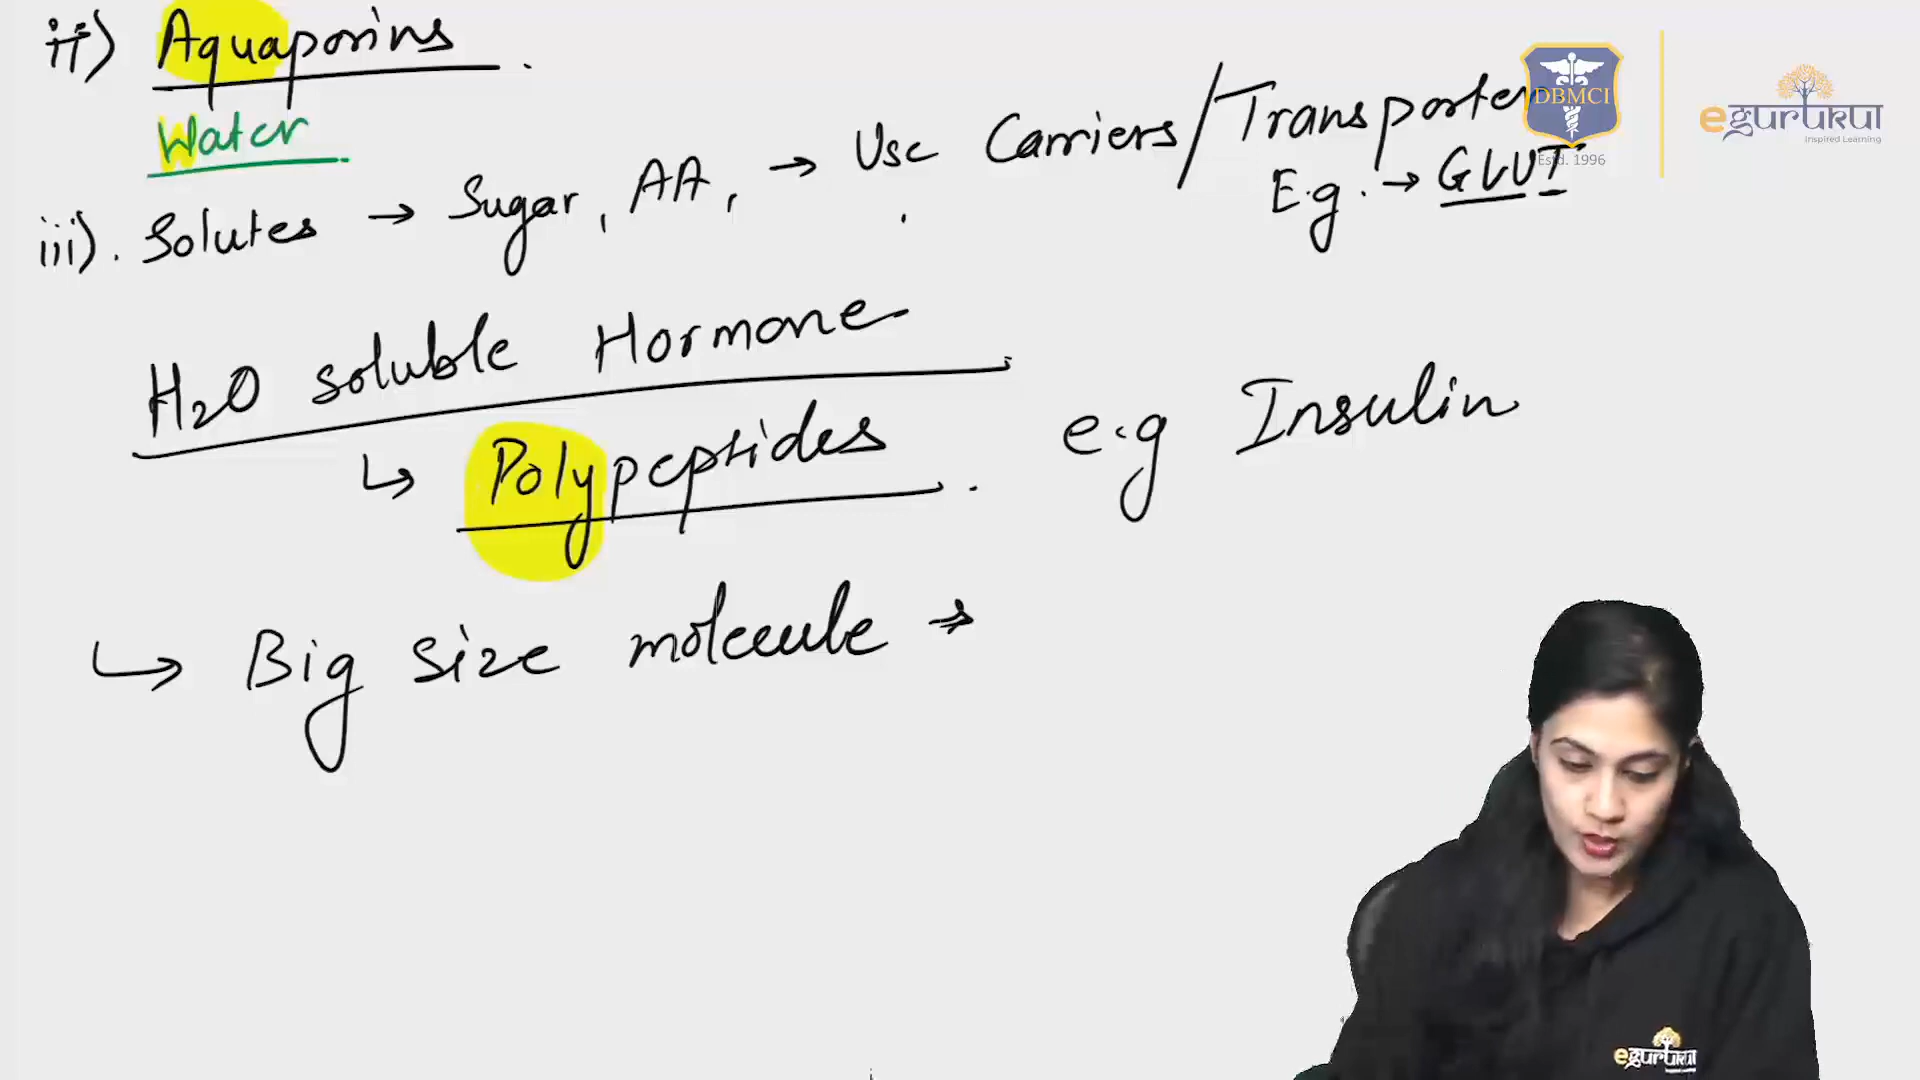 ii) Aquaporins.
Water
iii). Solutes → Sugar, AA, → Use Carriers/Transporter
E.g. → GLUT
H2O soluble Hormone
↳ Polypeptides. e.g Insulin
↳ Big size molecule →
DBMCI
Estd. 1996
egurukul
Inspired Learning
egurukul